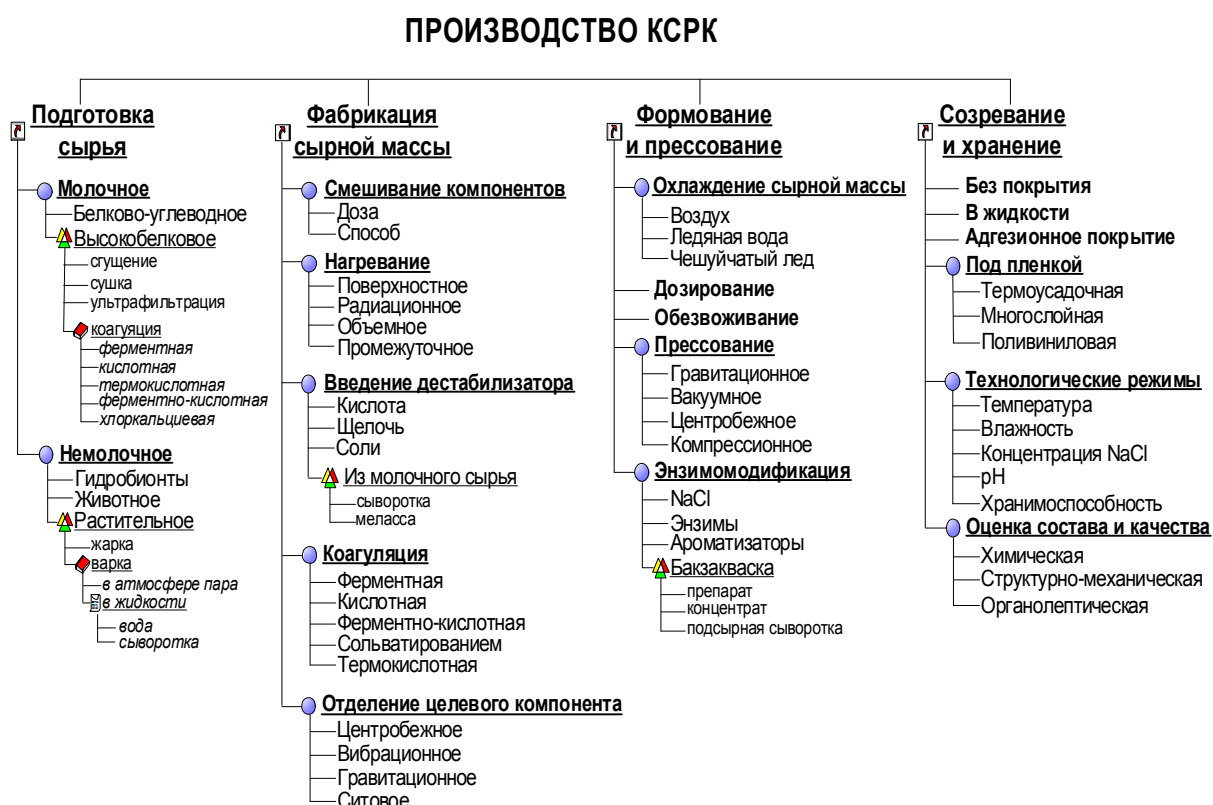 ПРОИЗВОДСТВО КСРК
Подготовка
сырья
Молочное
Белково-углеводное
Высокобелковое
сгущение
сушка
ультрафильтрация
коагуяция
ферментная
кислотная
термокислотная
ферментно-кислотная
хлоркальциевая
Немолочное
Гидробионты
Животное
Растительное
жарка
варка
в атмосфере пара
в жидкости
вода
сыворотка
Фабрикация
сырной массы
Смешивание компонентов
Доза
Способ
Нагревание
Поверхностное
Радиационное
Объемное
Промежуточное
Введение дестабилизатора
Кислота
Щелочь
Соли
Из молочного сырья
сыворотка
меласса
Коагуляция
Ферментная
Кислотная
Ферментно-кислотная
Сольватированием
Термокислотная
Отделение целевого компонента
Центробежное
Вибрационное
Гравитационное
Ситовое
Формование
и прессование
Охлаждение сырной массы
Воздух
Ледяная вода
Чешуйчатый лед
Дозирование
Обезвоживание
Прессование
Гравитационное
Вакуумное
Центробежное
Компрессионное
Энзимомодификация
NaCl
Энзимы
Ароматизаторы
Бакзакваска
препарат
концентрат
подсырная сыворотка
Созревание
и хранение
Без покрытия
В жидкости
Адгезионное покрытие
Под пленкой
Термоусадочная
Многослойная
Поливиниловая
Технологические режимы
Температура
Влажность
Концентрация NaCl
pH
Хранимоспособность
Оценка состава и качества
Химическая
Структурно-механическая
Органолептическая